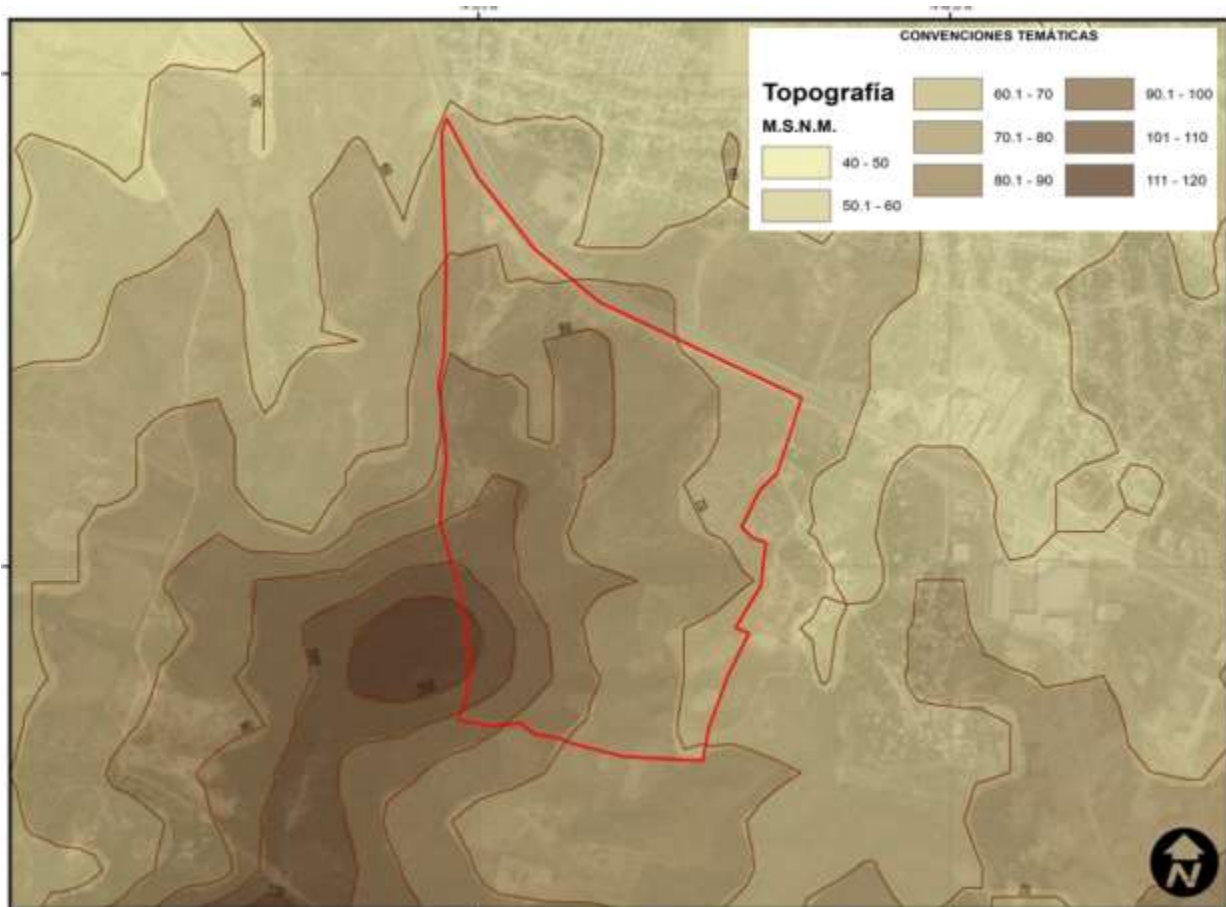 CONVENCIONES TEMÁTICAS
Topografía
M.S.N.M.
40 - 50
50.1 - 60
60.1 - 70
70.1 - 80
80.1 - 90
90.1 - 100
101 - 110
111 - 120
N